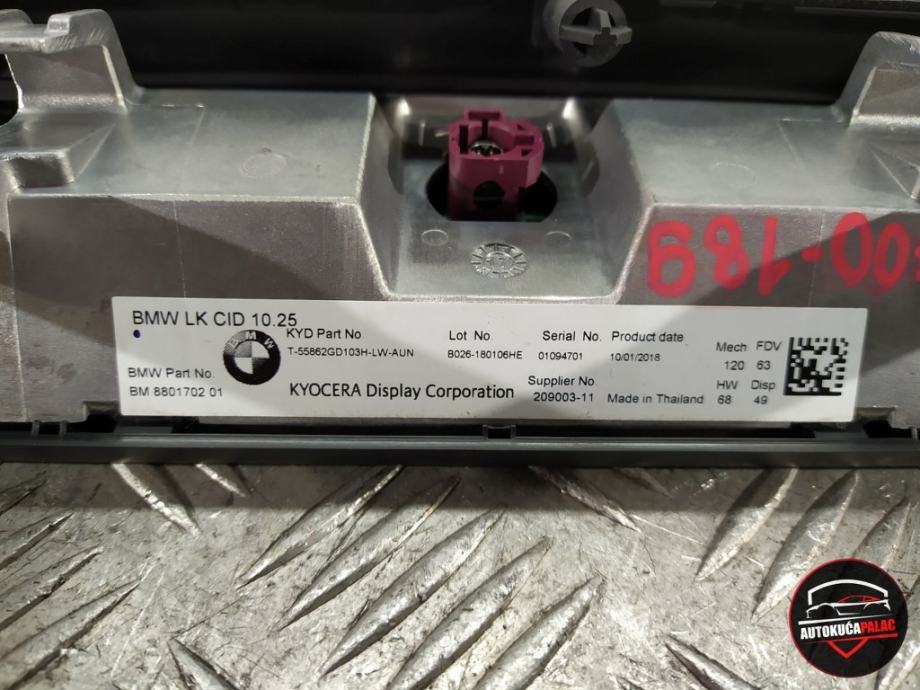 00-189
BMW LK CID 10.25
KYD Part No
T-55862GD103H-LW-AUN
Lot No
B026-180106HE
Serial No.
01094701
Product date
10/01/2018
Mech FDV
120 63
BMW Part No.
BM 8801702 01
KYOCERA Display Corporation
Supplier No.
209003-11
Made in Thailand
HW Disp
68 49
AUTOKUĆAPALAC